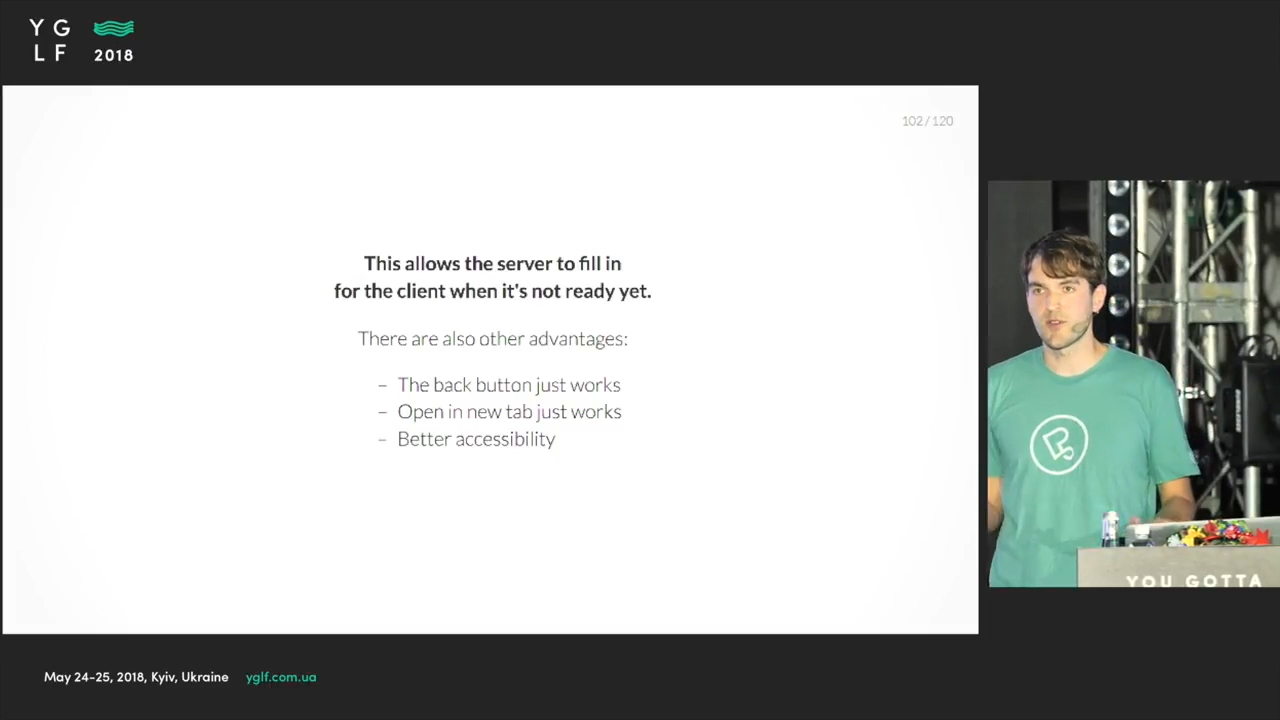 Y G
L F
2018
102 / 120
This allows the server to fill in
for the client when it's not ready yet.
There are also other advantages:
– The back button just works
– Open in new tab just works
– Better accessibility
YOU GOTTA
May 24-25, 2018, Kyiv, Ukraine yglf.com.ua